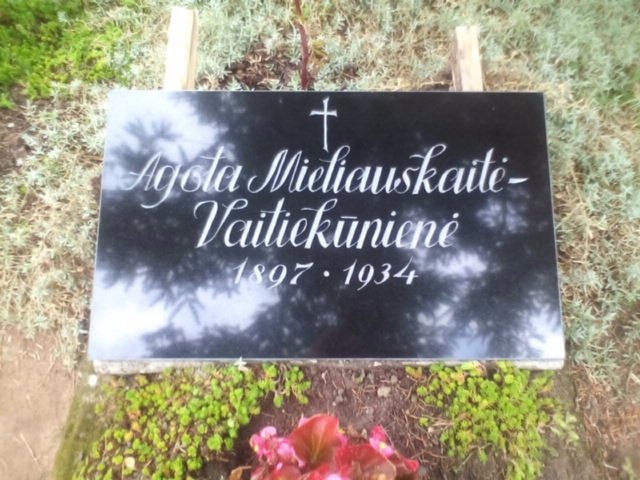 Agota Mieliauskaitė-
Vaitiekūnienė
1897 · 1934